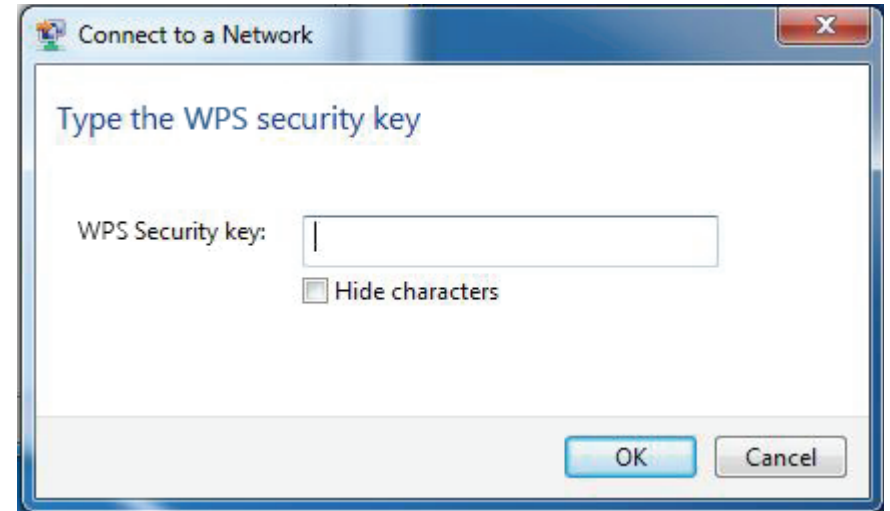 Connect to a Network
Type the WPS security key
WPS Security key:
Hide characters
OK Cancel